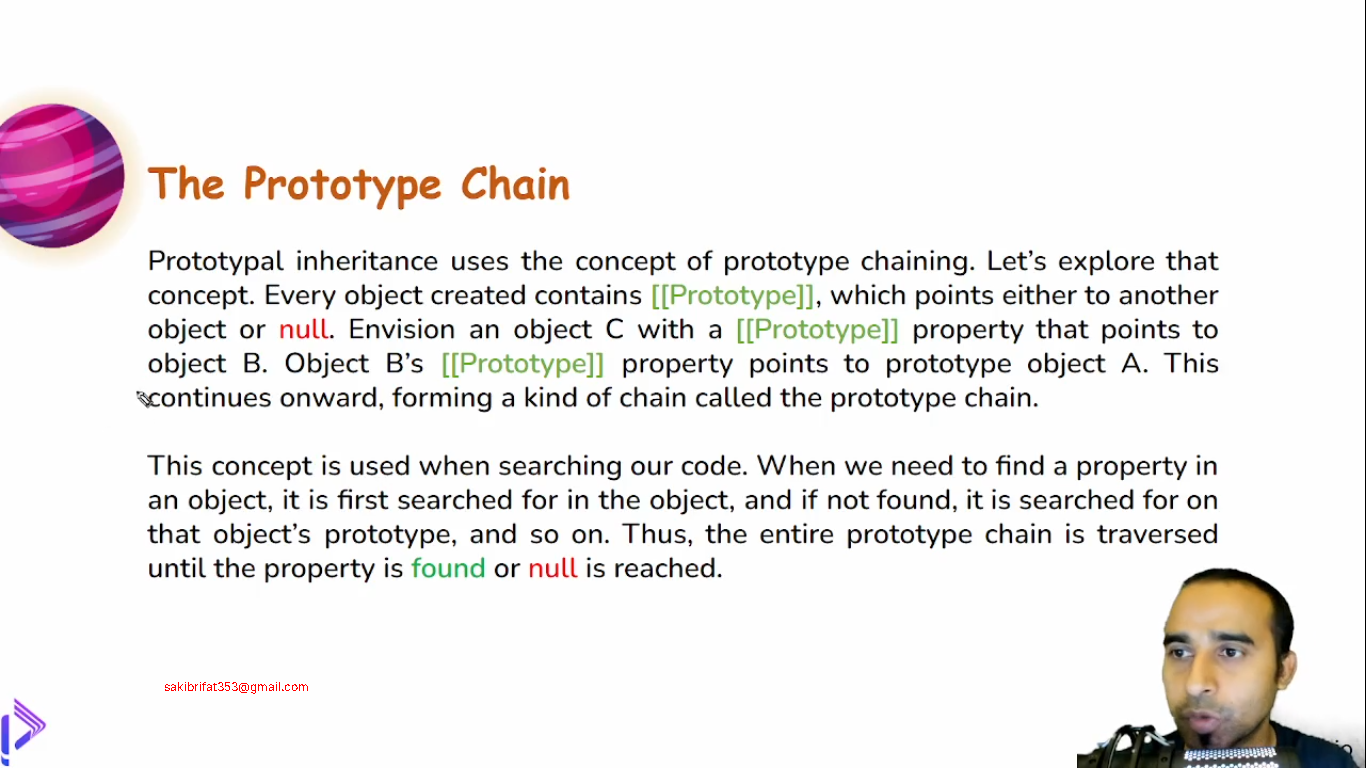 The Prototype Chain
Prototypal inheritance uses the concept of prototype chaining. Let’s explore that
concept. Every object created contains [[Prototype]], which points either to another
object or null. Envision an object C with a [[Prototype]] property that points to
object B. Object B’s [[Prototype]] property points to prototype object A. This
continues onward, forming a kind of chain called the prototype chain.
This concept is used when searching our code. When we need to find a property in
an object, it is first searched for in the object, and if not found, it is searched for on
that object’s prototype, and so on. Thus, the entire prototype chain is traversed
until the property is found or null is reached.
sakibrifat353@gmail.com